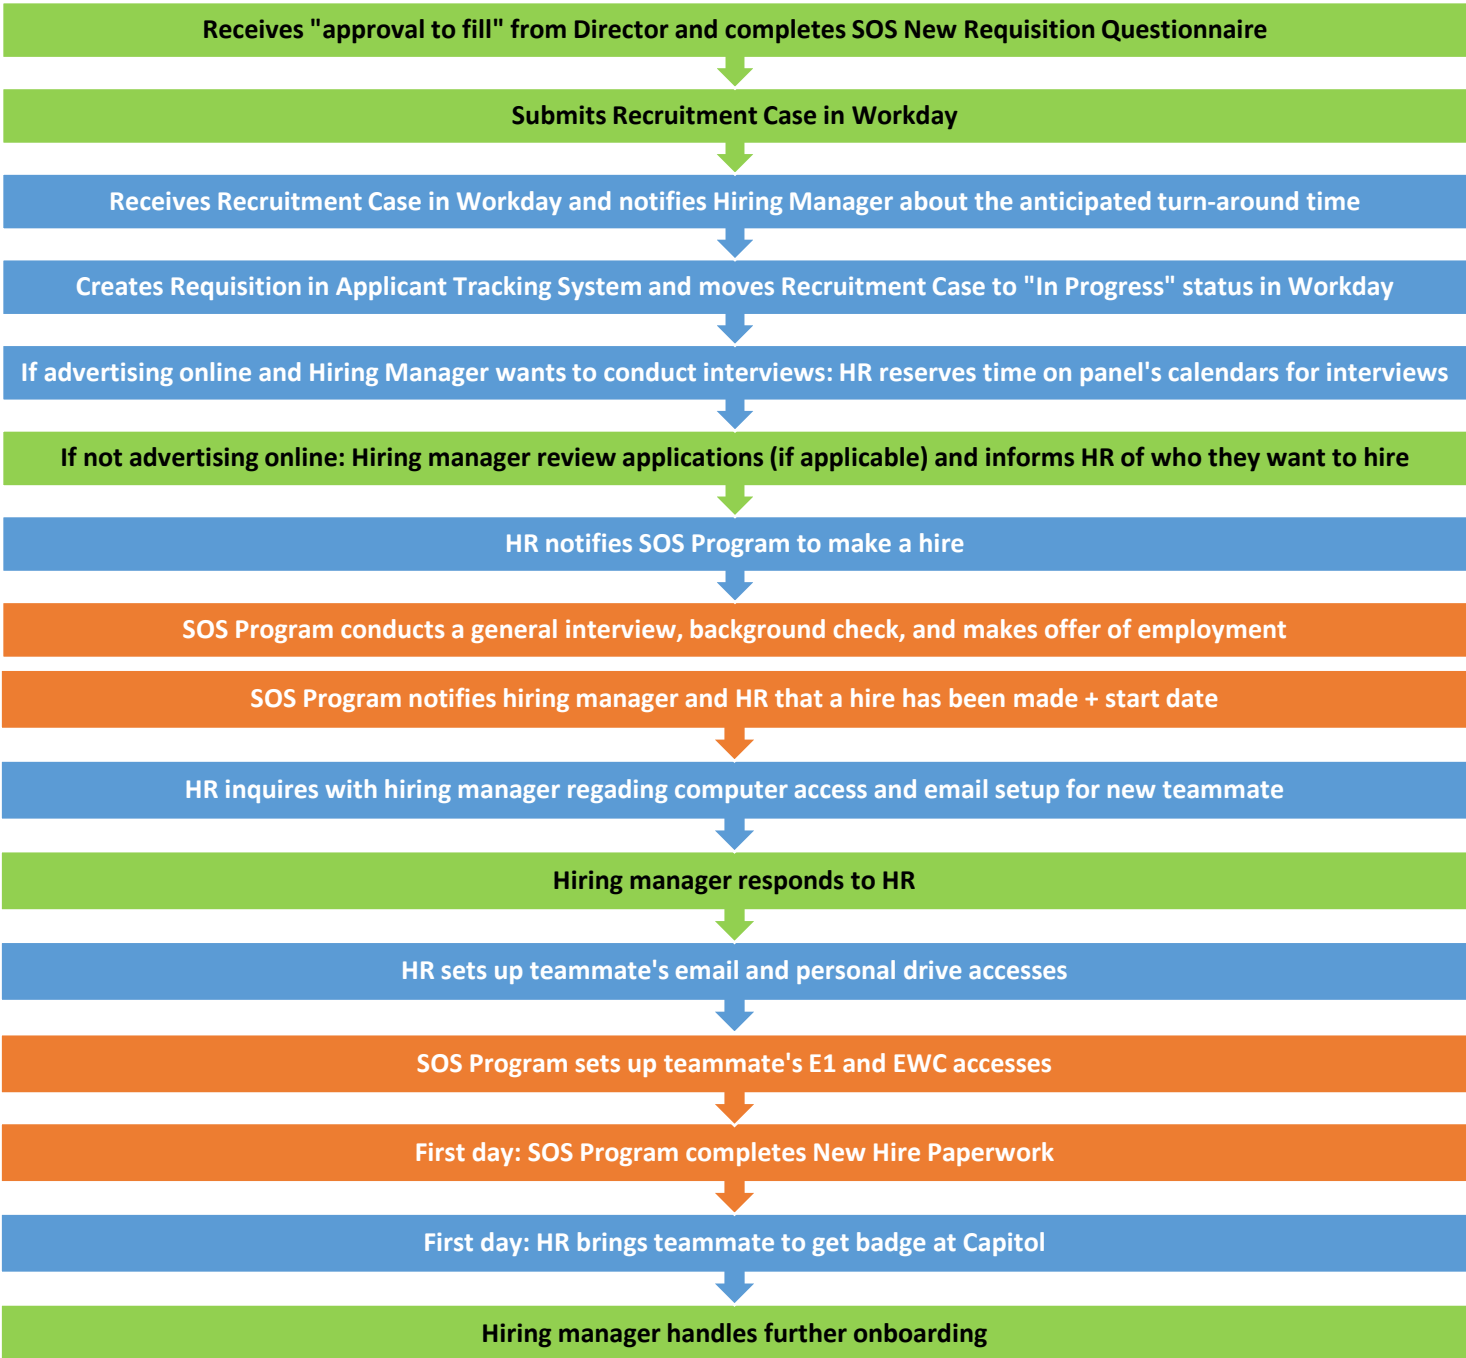 Receives "approval to fill" from Director and completes SOS New Requisition Questionnaire
Submits Recruitment Case in Workday
Receives Recruitment Case in Workday and notifies Hiring Manager about the anticipated turn-around time
Creates Requisition in Applicant Tracking System and moves Recruitment Case to "In Progress" status in Workday
If advertising online and Hiring Manager wants to conduct interviews: HR reserves time on panel's calendars for interviews
If not advertising online: Hiring manager review applications (if applicable) and informs HR of who they want to hire
HR notifies SOS Program to make a hire
SOS Program conducts a general interview, background check, and makes offer of employment
SOS Program notifies hiring manager and HR that a hire has been made + start date
HR inquires with hiring manager regading computer access and email setup for new teammate
Hiring manager responds to HR
HR sets up teammate's email and personal drive accesses
SOS Program sets up teammate's E1 and EWC accesses
First day: SOS Program completes New Hire Paperwork
First day: HR brings teammate to get badge at Capitol
Hiring manager handles further onboarding